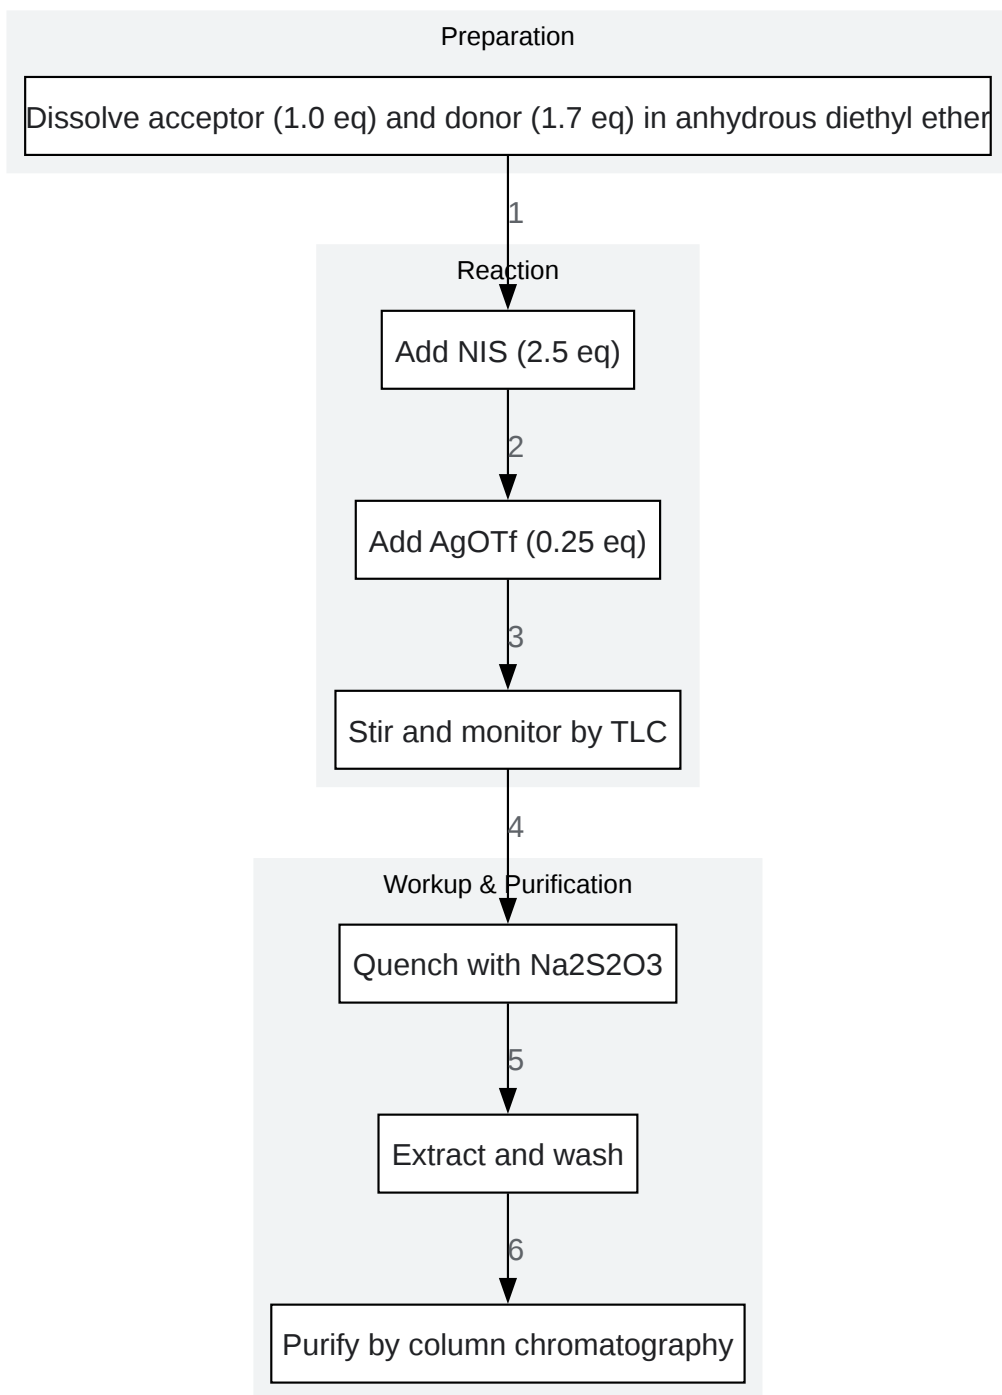 Preparation
Dissolve acceptor (1.0 eq) and donor (1.7 eq) in anhydrous diethyl ether
1
Reaction
Add NIS (2.5 eq)
2
Add AgOTf (0.25 eq)
3
Stir and monitor by TLC
4
Workup & Purification
Quench with Na2S2O3
5
Extract and wash
6
Purify by column chromatography